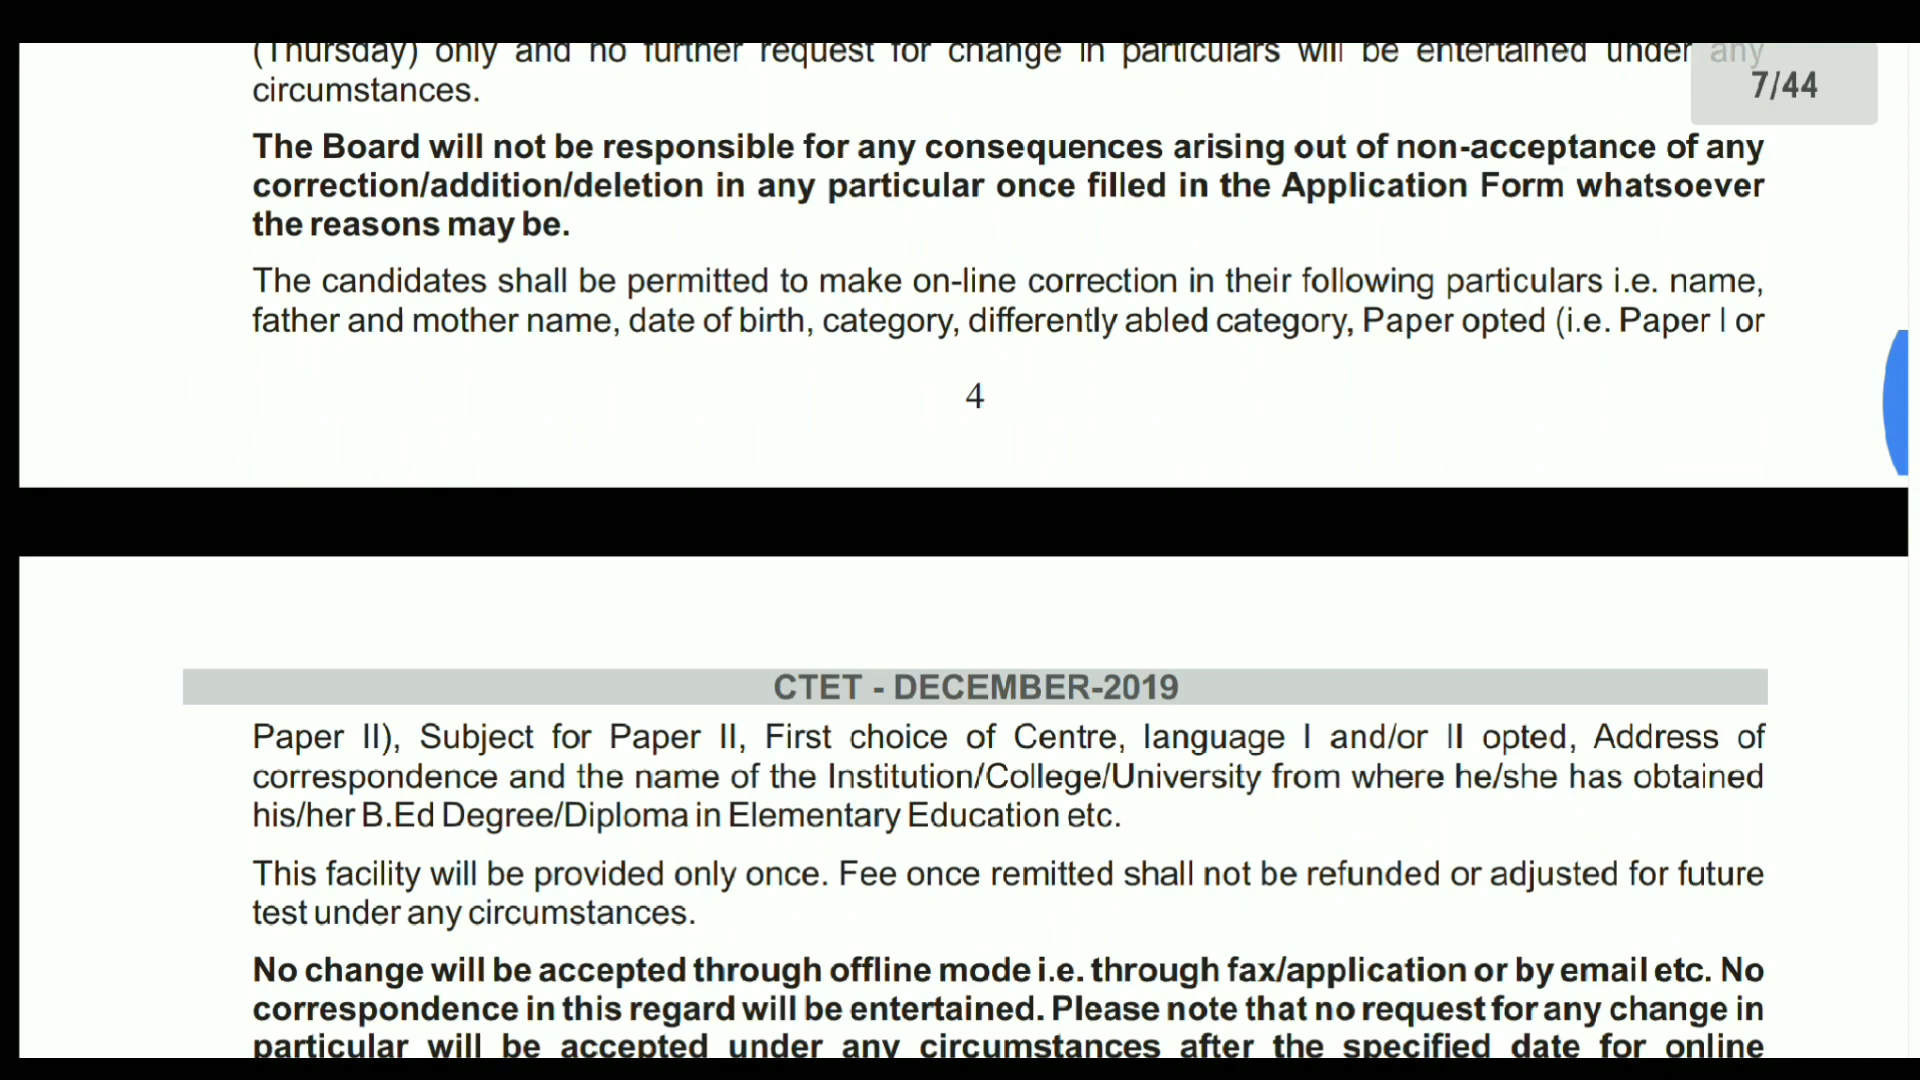 (Thursday) only and no further request for change in particulars will be entertained under any
circumstances.
7/44
The Board will not be responsible for any consequences arising out of non-acceptance of any
correction/addition/deletion in any particular once filled in the Application Form whatsoever
the reasons may be.
The candidates shall be permitted to make on-line correction in their following particulars i.e. name,
father and mother name, date of birth, category, differently abled category, Paper opted (i.e. Paper I or
4
CTET - DECEMBER-2019
Paper II), Subject for Paper II, First choice of Centre, language I and/or II opted, Address of
correspondence and the name of the Institution/College/University from where he/she has obtained
his/her B.Ed Degree/Diploma in Elementary Education etc.
This facility will be provided only once. Fee once remitted shall not be refunded or adjusted for future
test under any circumstances.
No change will be accepted through offline mode i.e. through fax/application or by email etc. No
correspondence in this regard will be entertained. Please note that no request for any change in
particular will be accepted under any circumstances after the specified date for online